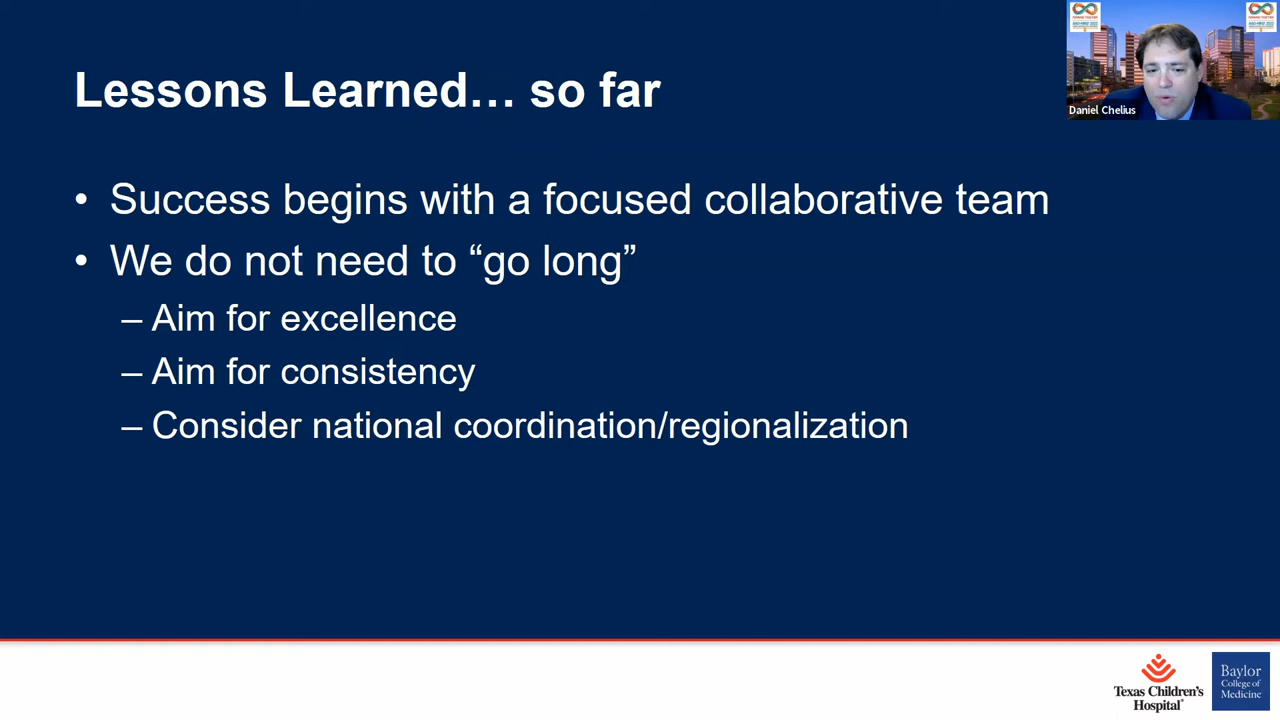 Lessons Learned… so far
Daniel Chelius
• Success begins with a focused collaborative team
• We do not need to “go long”
– Aim for excellence
– Aim for consistency
– Consider national coordination/regionalization
Texas Children's
Hospital
Baylor
College of
Medicine